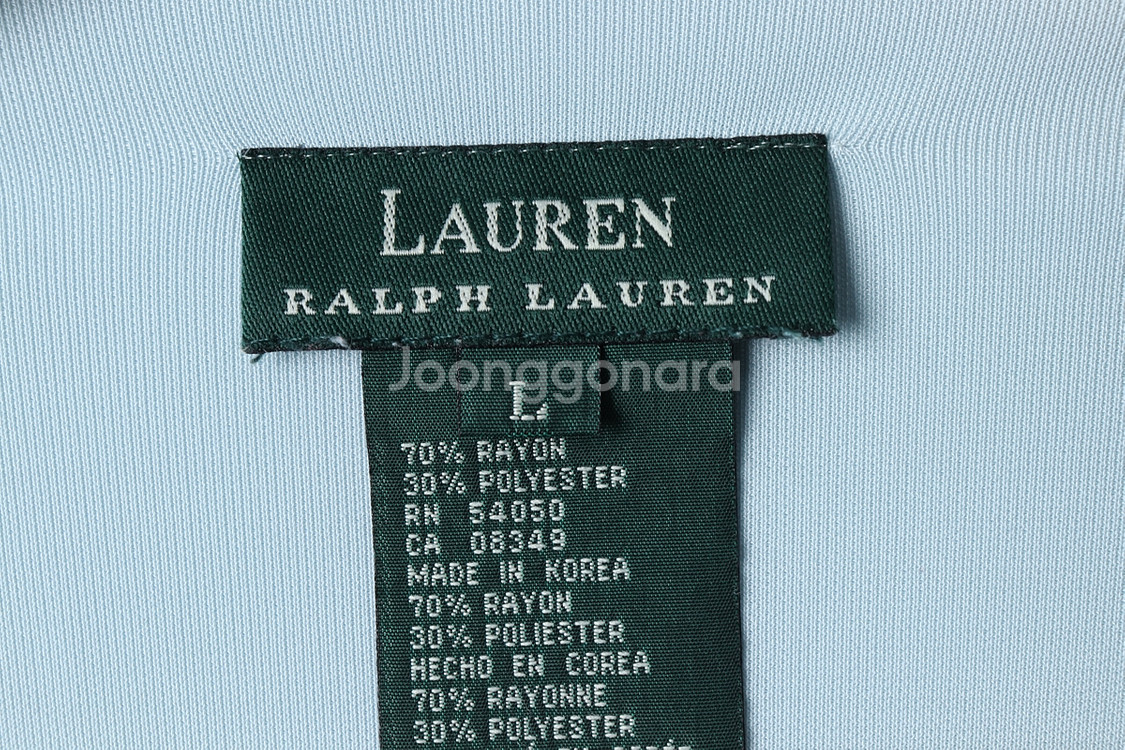 LAUREN
RALPH LAUREN
Joonggonara
L
70% RAYON
30% POLYESTER
RN 54050
CA 08349
MADE IN KOREA
70% RAYON
30% POLIESTER
HECHO EN COREA
70% RAYONNE
30% POLYESTER